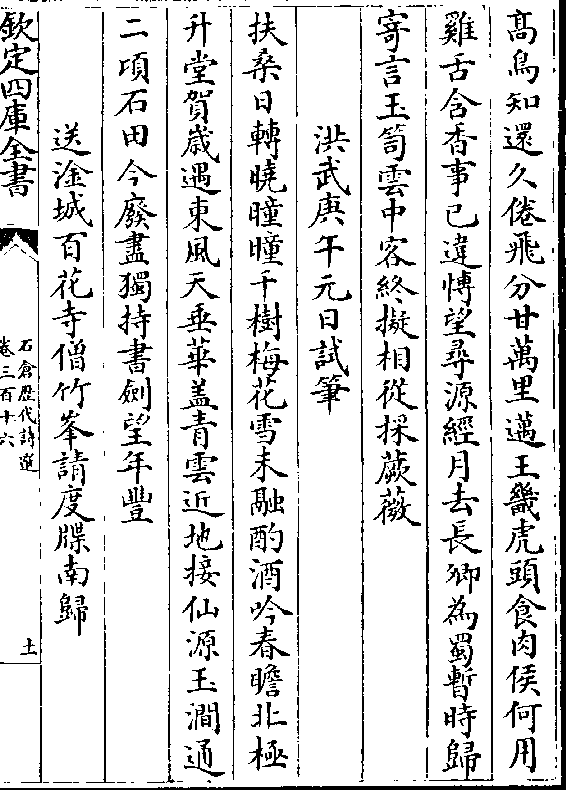 髙鳥知還久倦飛分甘萬里邁王畿虎頭食肉侯何用
雞舌含香事已違愽望尋源經月去長卿為蜀暫時歸
寄言玉笥雲中客終擬相從採蕨薇
洪武庚午元日試筆
扶桑日轉曉曈曈千樹梅花雪未融酌酒吟春瞻北極
升堂賀歲遇東風天垂華盖青雲近地接仙源玉澗通
二頃石田今廢盡獨持書劍望年豐
送淦城百花寺僧竹峯請度牒南歸
欽定四庫全書
石倉歴代詩選
卷三百十六
十一